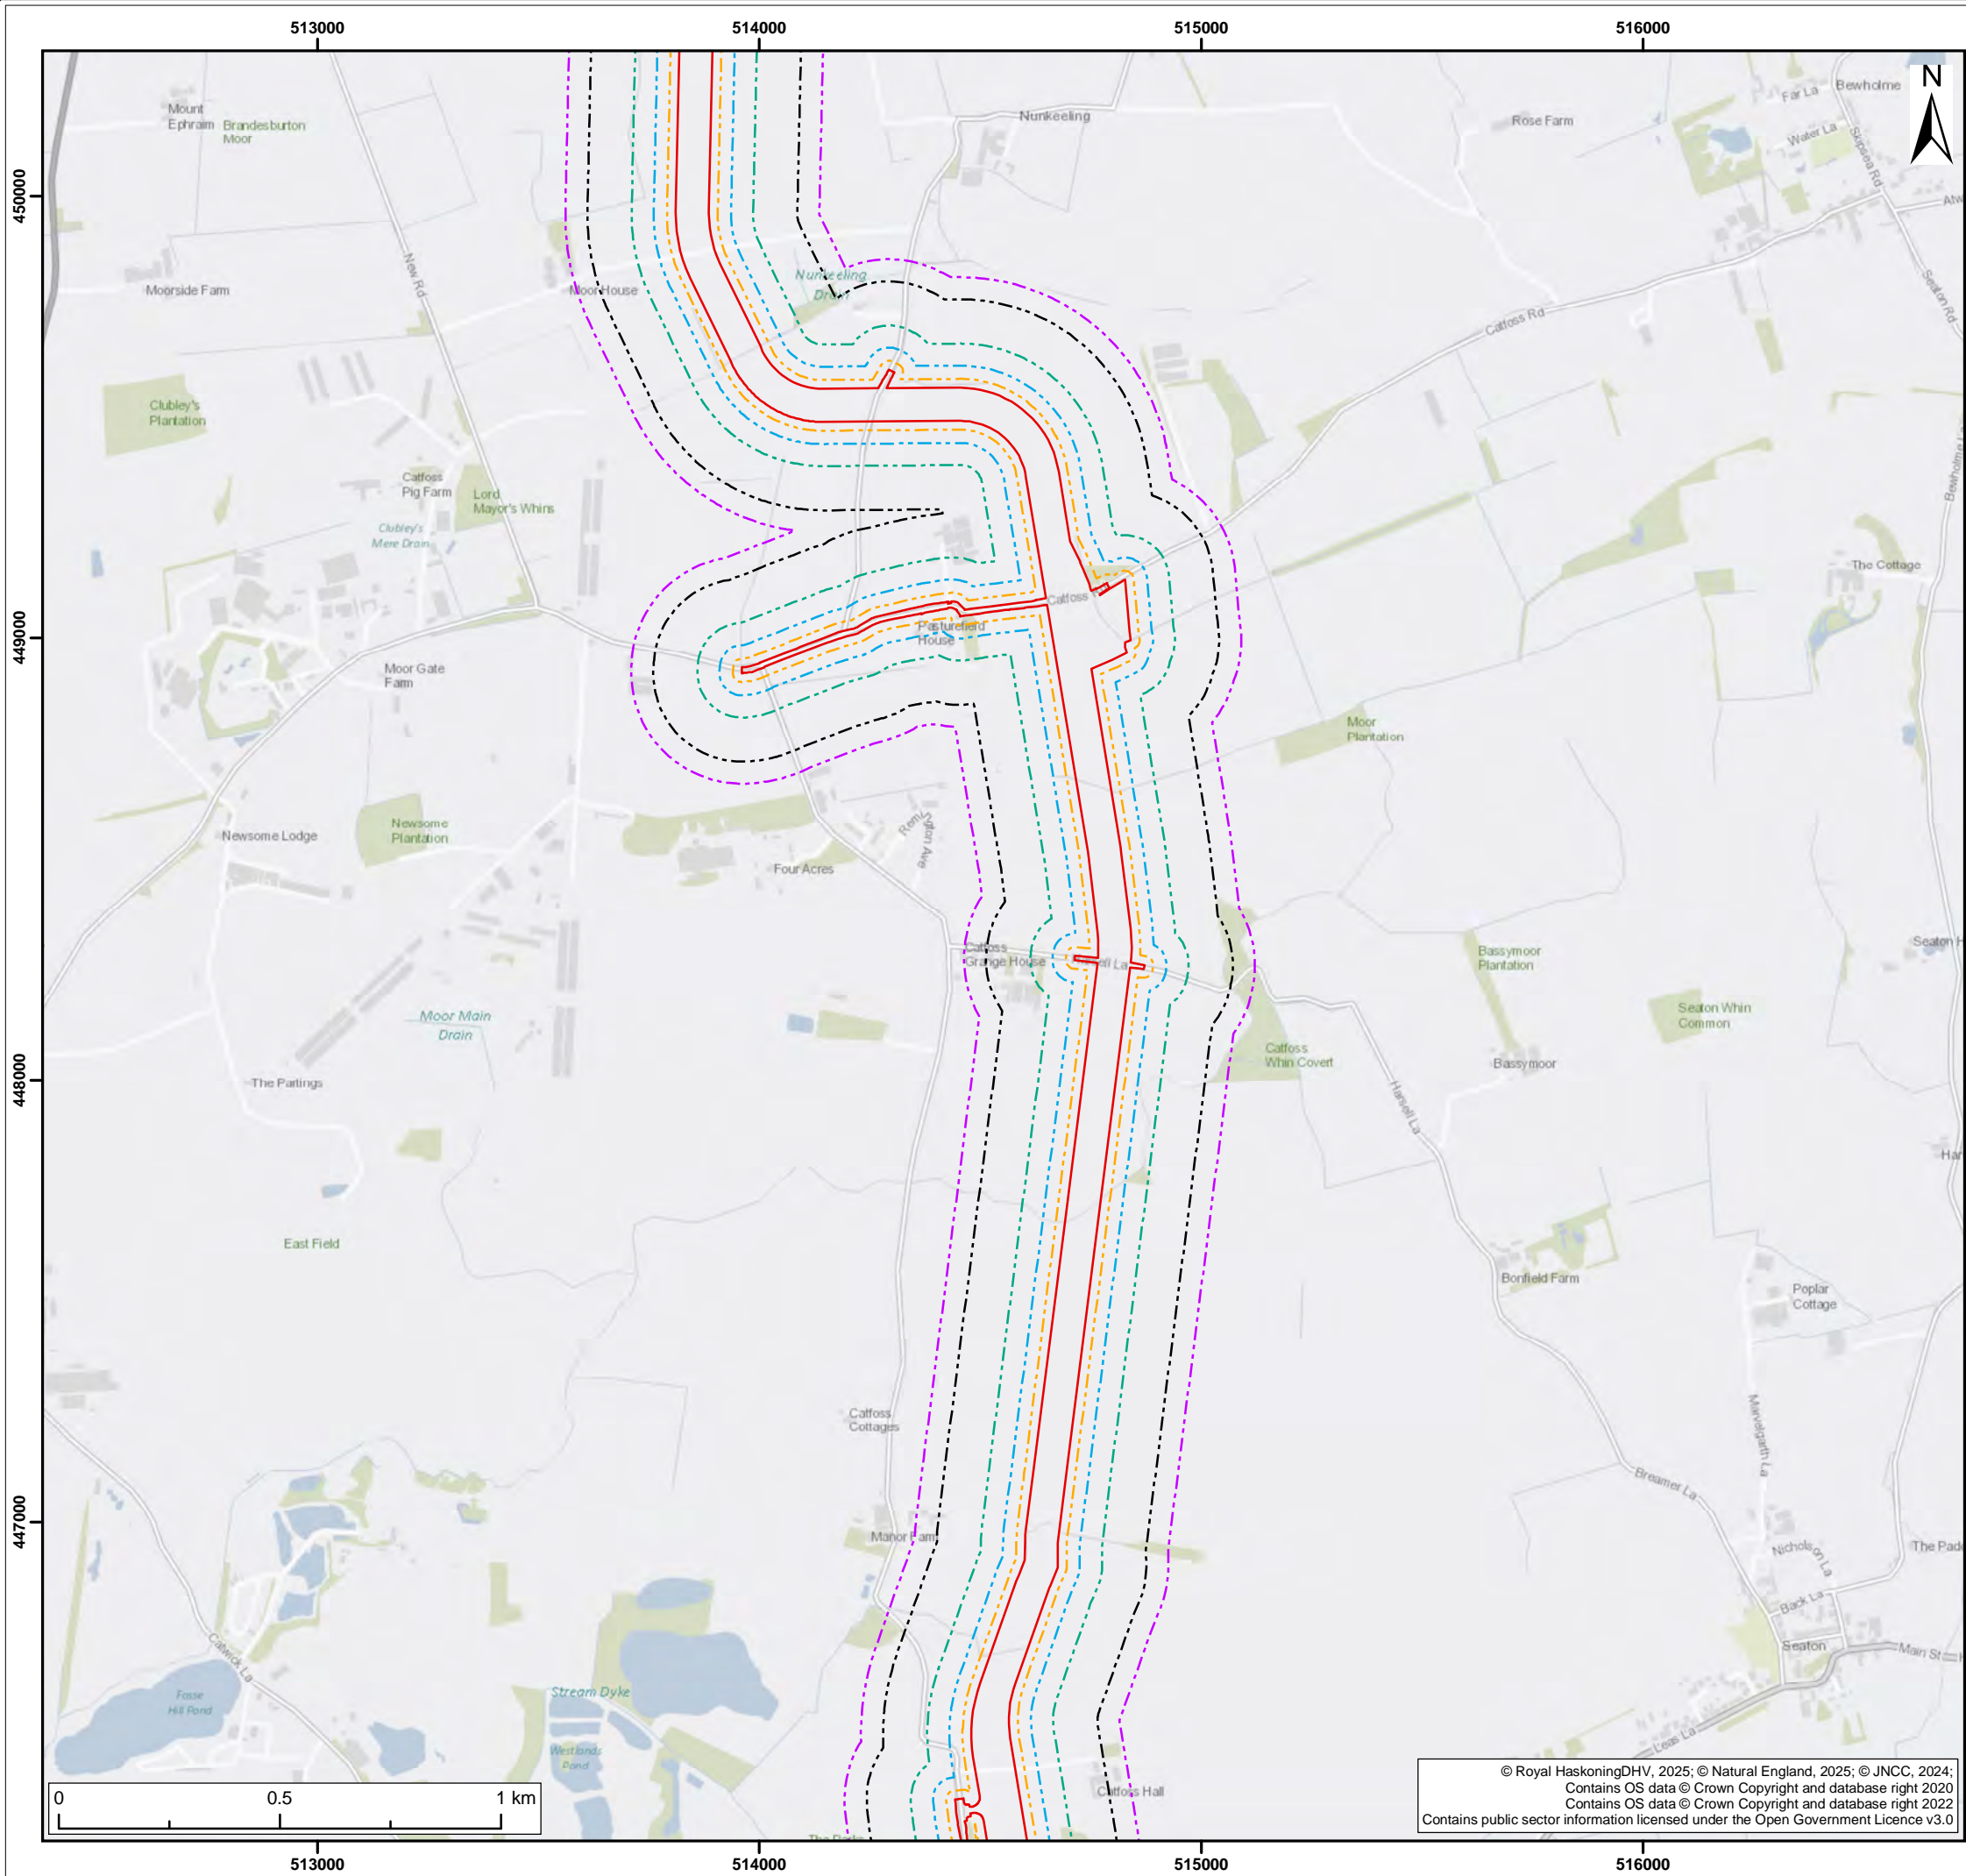 513000
514000
515000
516000
N
Mount
Ephraim
Brandesburton
Moor
Nunkeeling
Rose Farm
Far La
Bewholme
Water La
Skipsea Rd
450000
New Rd
Moorside Farm
Moor House
Nunkeeling
Drain
Catfoss Rd
Seaton Rd
Clubley's
Plantation
Catfoss
Pig Farm
Lord
Mayor's Whins
Clubley's
Mere Drain
The Cottage
449000
Catfoss
Pasturefield
House
Moor Gate
Farm
Moor
Plantation
Newsome Lodge
Newsome
Plantation
Four Acres
Catfoss
Grange House
Bassymoor
Plantation
Seaton H
Moor Main
Drain
Seaton Whin
Common
Catfoss
Whin Covert
Bassymoor
448000
The Partings
Harsell La
Har
East Field
Bonfield Farm
Poplar
Cottage
Catfoss
Cottages
Marvelgarth La
Breamer La
447000
Manor Farm
Nicholson La
The Pad
Back La
Catwick La
Seaton
Main St
Fosse
Hill Pond
Stream Dyke
Westlands
Pond
Leas La
Catfoss Hall
0
0.5
1 km
© Royal HaskoningDHV, 2025; © Natural England, 2025; © JNCC, 2024;
Contains OS data © Crown Copyright and database right 2020
Contains OS data © Crown Copyright and database right 2022
Contains public sector information licensed under the Open Government Licence v3.0
513000
514000
515000
516000